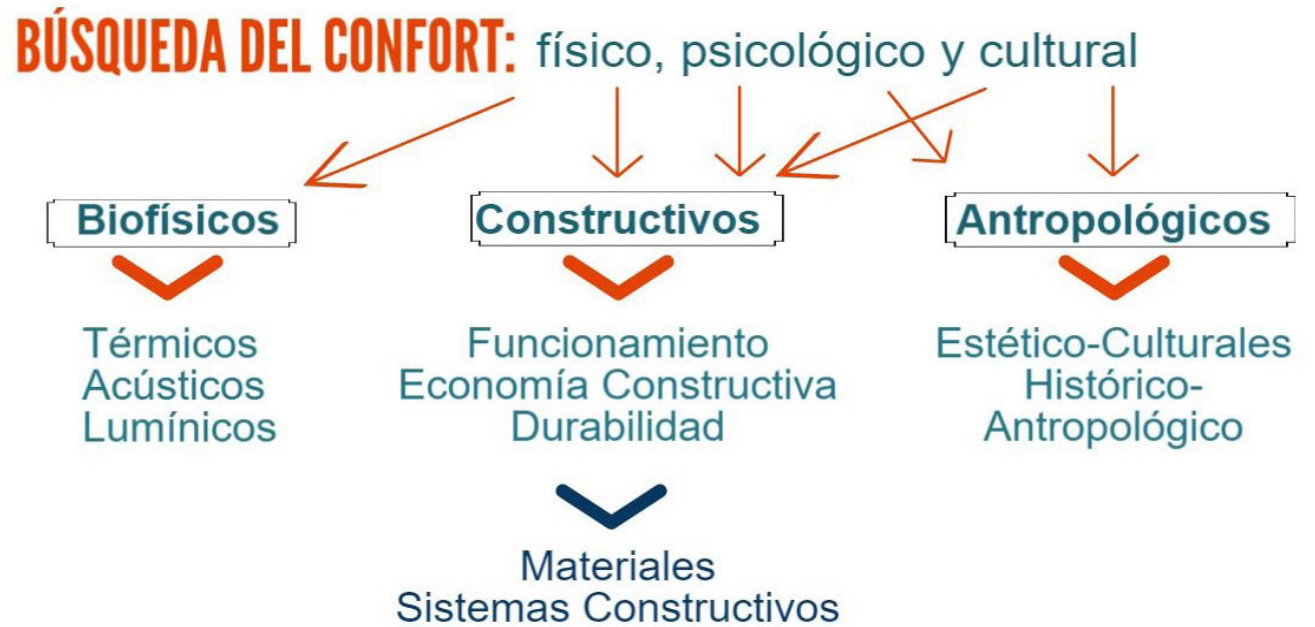 BÚSQUEDA DEL CONFORT: físico, psicológico y cultural
Biofísicos
Térmicos
Acústicos
Lumínicos
Constructivos
Funcionamiento
Economía Constructiva
Durabilidad
Materiales
Sistemas Constructivos
Antropológicos
Estético-Culturales
Histórico-
Antropológico